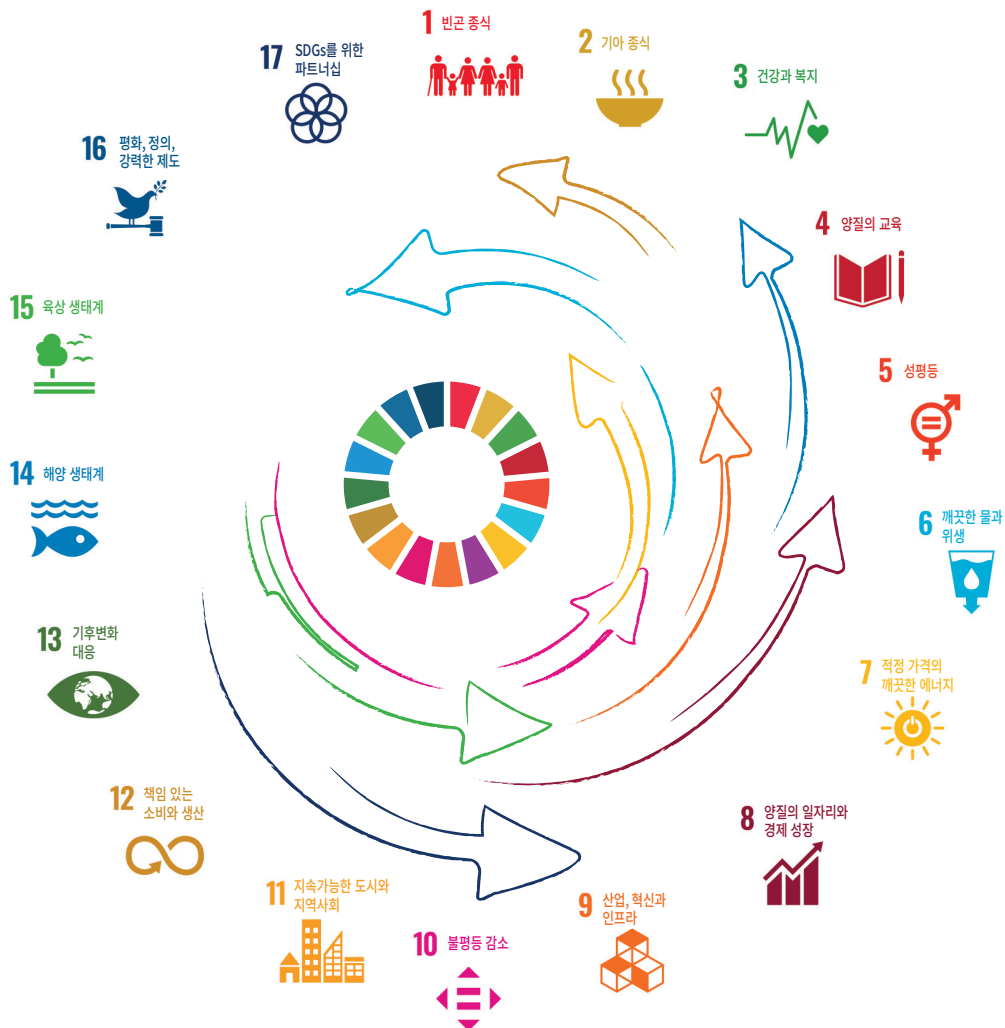 1 빈곤 종식
2 기아 종식
3 건강과 복지
4 양질의 교육
5 성평등
6 깨끗한 물과
위생
7 적정 가격의
깨끗한 에너지
8 양질의 일자리와
경제 성장
9 산업, 혁신과
인프라
10 불평등 감소
11 지속가능한 도시와
지역사회
12 책임 있는
소비와 생산
13 기후변화
대응
14 해양 생태계
15 육상 생태계
16 평화, 정의,
강력한 제도
17 SDGs를 위한
파트너십